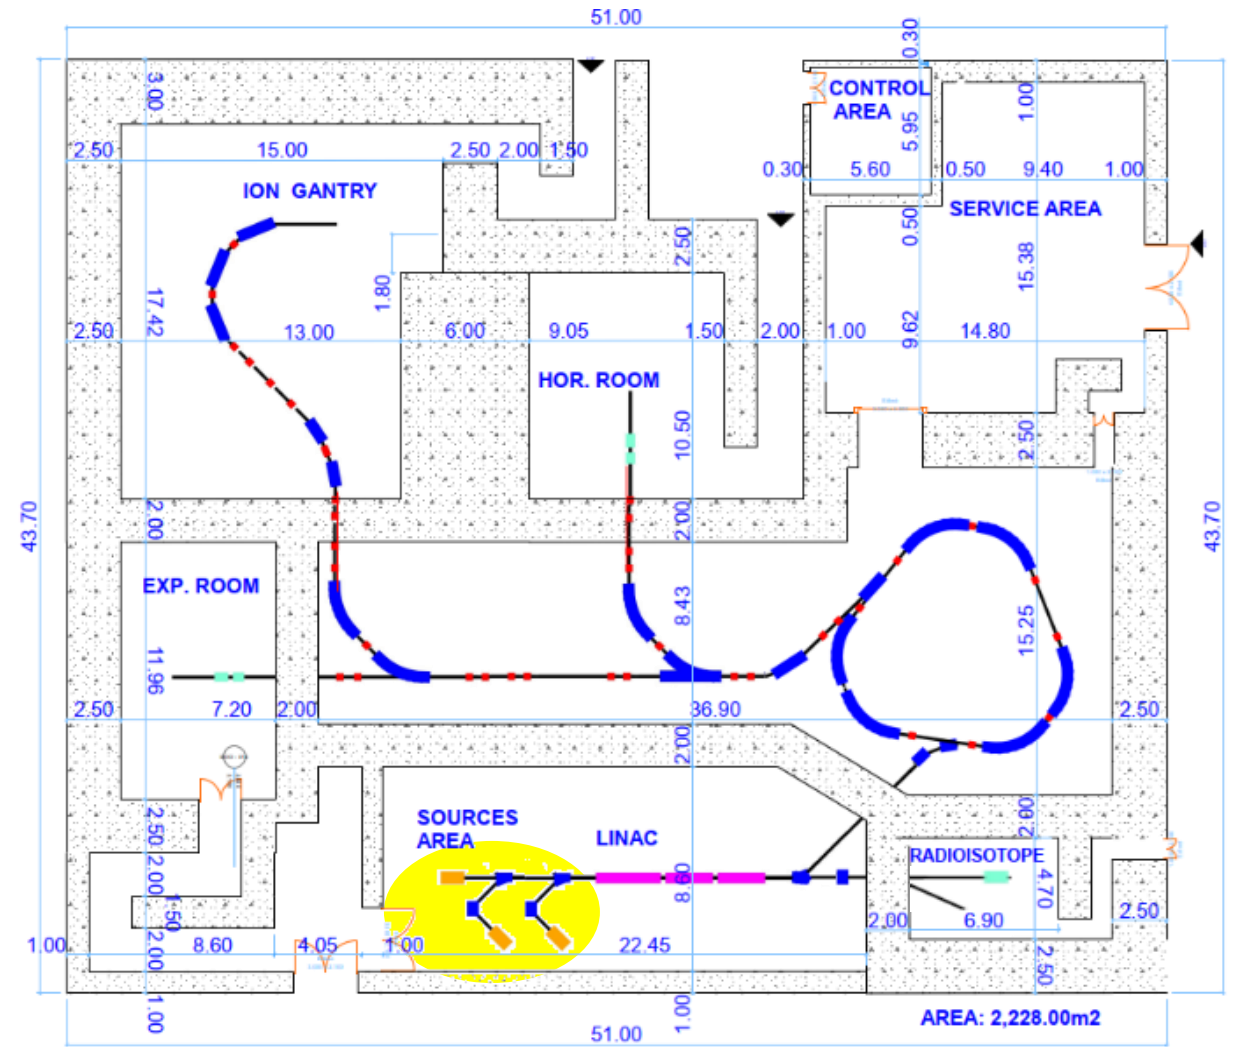 51.00
0.30
CONTROL
AREA
3.00
1.00
5.95
2.50 15.00 2.50 2.00 1.50
0.30 5.60 0.50 9.40 1.00
ION GANTRY
SERVICE AREA
0.50
2.50
15.38
1.80
17.42
9.62
2.50 13.00 6.00 9.05 1.50 2.00 1.00 14.80
HOR. ROOM
10.50
2.50
43.70
2.00
2.00
43.70
EXP. ROOM
8.43
15.25
11.96
2.50 7.20 2.00 36.90 2.50
2.00
2.50
2.00
SOURCES
AREA
LINAC
RADIOISOTOPE
2.00
8.60
4.70
1.50
2.00 6.90 2.50
2.00
1.00 8.60 4.05 1.00 22.45
2.50
1.00
1.00
AREA: 2,228.00m2
51.00